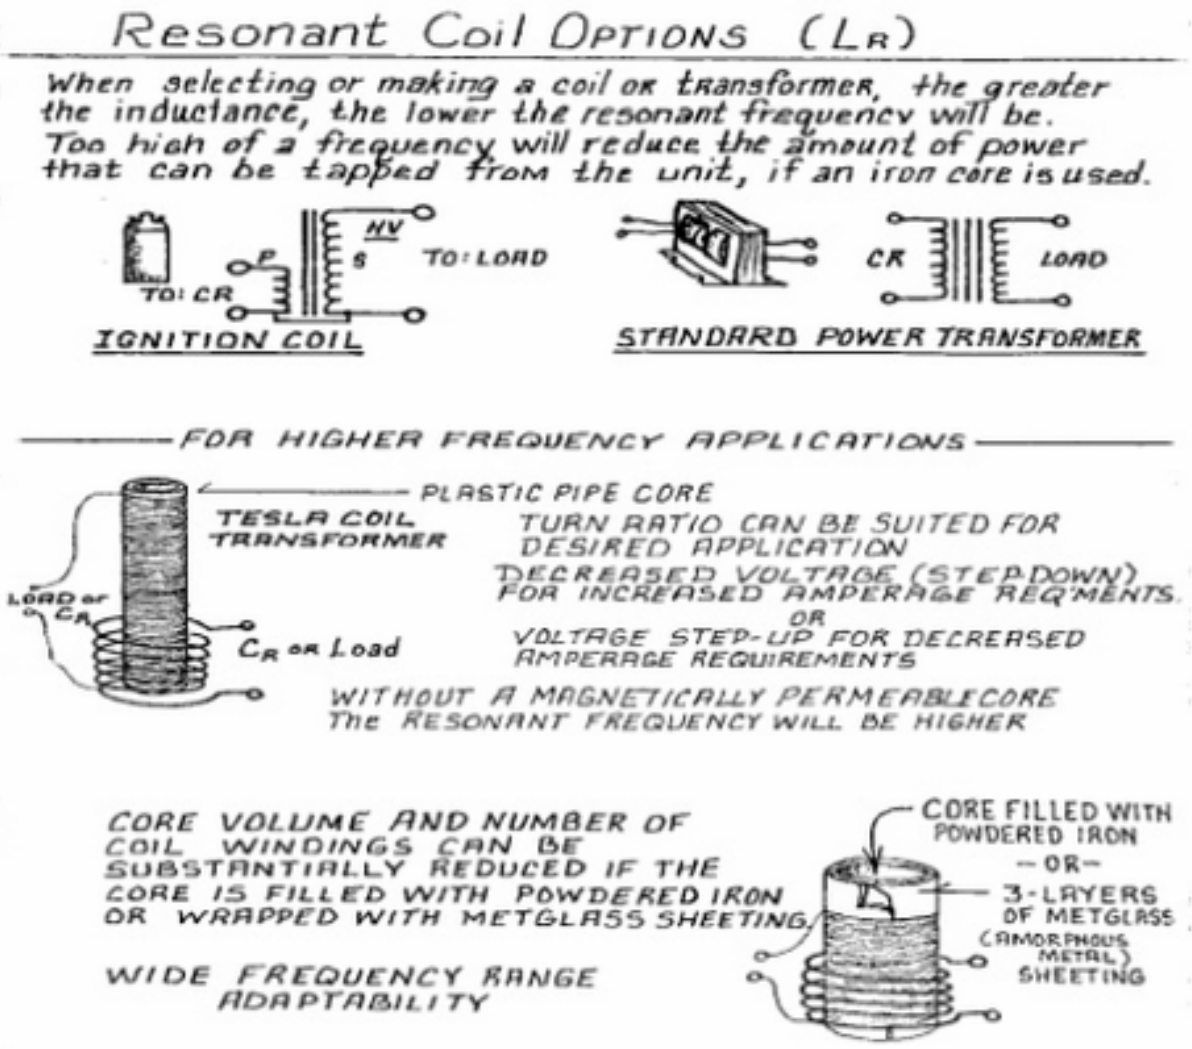 Resonant Coil OPTIONS (LR)
When selecting or making a coil or transformer, the greater
the inductance, the lower the resonant frequency will be.
Too high of a frequency will reduce the amount of power
that can be tapped from the unit, if an iron core is used.
P
HV
S
TO: LOAD
TO: CR
IGNITION COIL
CR
LOAD
STANDARD POWER TRANSFORMER
FOR HIGHER FREQUENCY APPLICATIONS
PLASTIC PIPE CORE
TESLA COIL
TRANSFORMER
TURN RATIO CAN BE SUITED FOR
DESIRED APPLICATION
DECREASED VOLTAGE (STEP-DOWN)
FOR INCREASED AMPERAGE REQ'MENTS.
OR
VOLTAGE STEP-UP FOR DECREASED
AMPERAGE REQUIREMENTS
LOAD or
CR
CR OR Load
WITHOUT A MAGNETICALLY PERMEABLE CORE
The RESONANT FREQUENCY WILL BE HIGHER
CORE VOLUME AND NUMBER OF
COIL WINDINGS CAN BE
SUBSTANTIALLY REDUCED IF THE
CORE IS FILLED WITH POWDERED IRON
OR WRAPPED WITH METGLASS SHEETING.
WIDE FREQUENCY RANGE
ADAPTABILITY
CORE FILLED WITH
POWDERED IRON
-OR-
3-LAYERS
OF METGLASS
(AMORPHOUS
METAL)
SHEETING